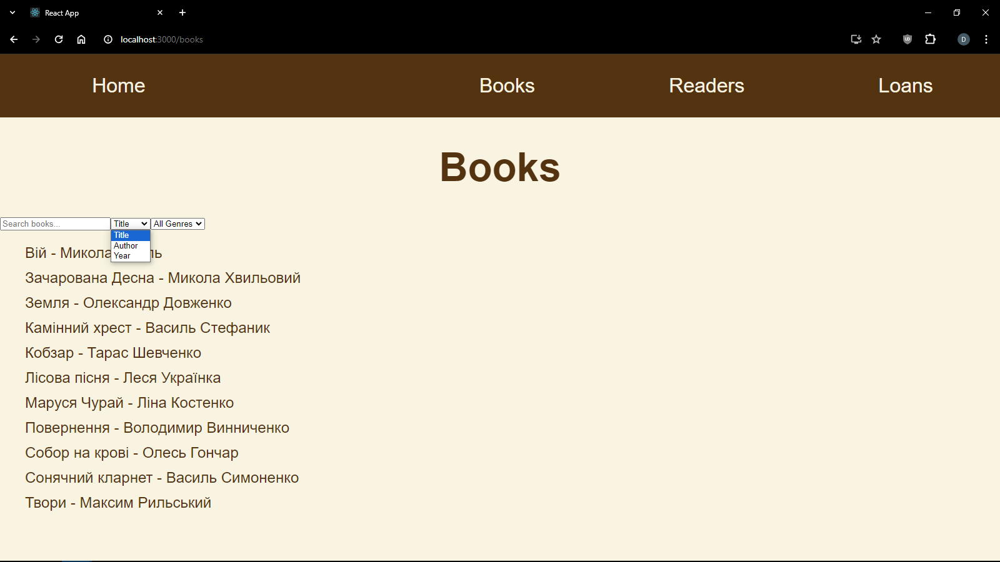 React App
localhost:3000/books
D
Home Books Readers Loans
Books
Search books... Title All Genres
Title
Author
Year
Вій - Микола
Зачарована Десна - Микола Хвильовий
Земля - Олександр Довженко
Камінний хрест - Василь Стефаник
Кобзар - Тарас Шевченко
Лісова пісня - Леся Українка
Маруся Чурай - Ліна Костенко
Повернення - Володимир Винниченко
Собор на крові - Олесь Гончар
Сонячний кларнет - Василь Симоненко
Твори - Максим Рильський